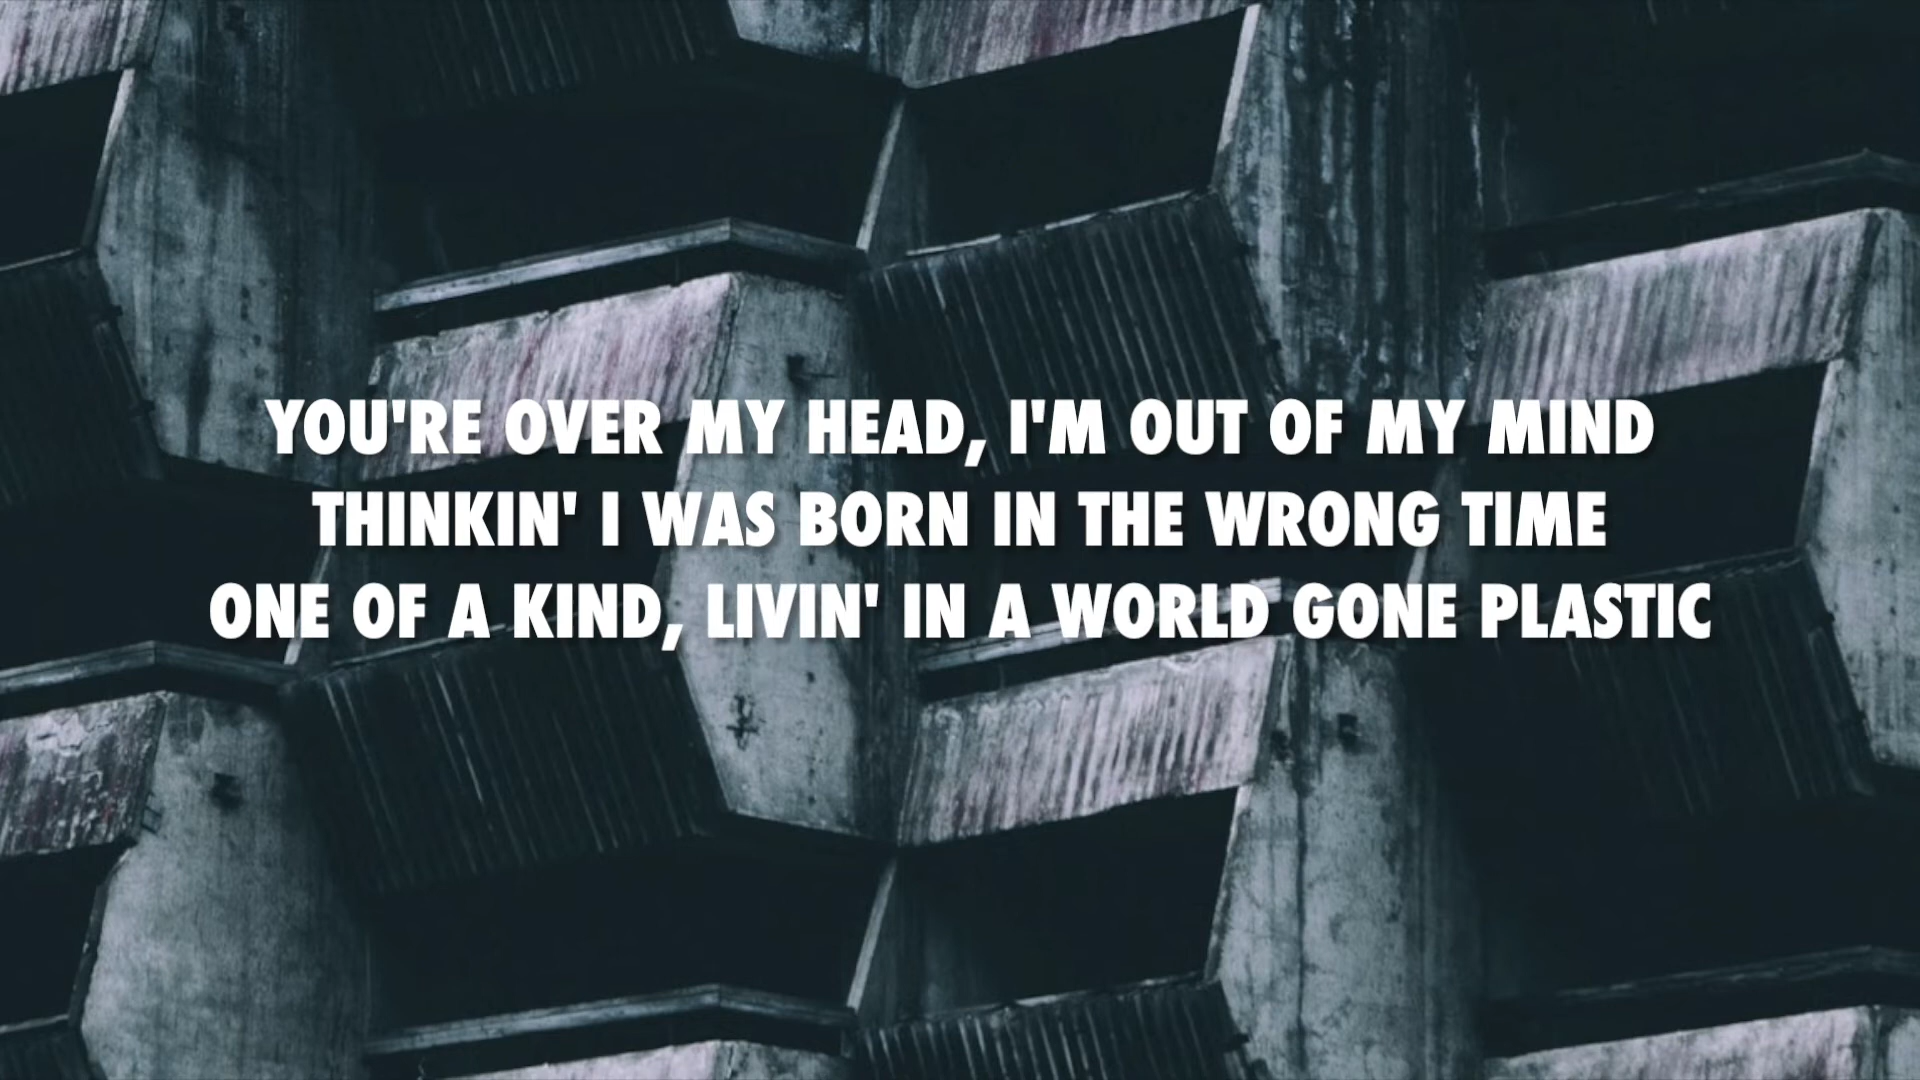 YOU'RE OVER MY HEAD, I'M OUT OF MY MIND
THINKIN' I WAS BORN IN THE WRONG TIME
ONE OF A KIND, LIVIN' IN A WORLD GONE PLASTIC